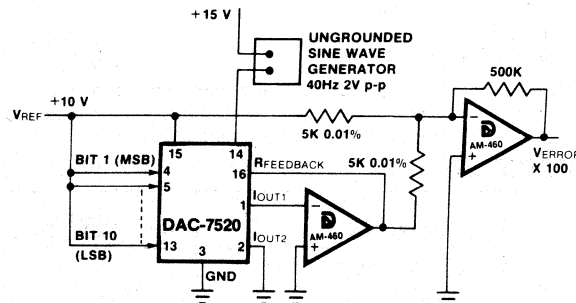 +15 V
UNGROUNDED
SINE WAVE
GENERATOR
40Hz 2V p-p
500K
+10 V
VREF
5K 0.01%
15
14
BIT 1 (MSB)
4
5
RFEEDBACK
16
5K 0.01%
AM-460
VERROR
X 100
IOUT1
1
DAC-7520
BIT 10
(LSB)
13
3
2
IOUT2
AM-460
GND